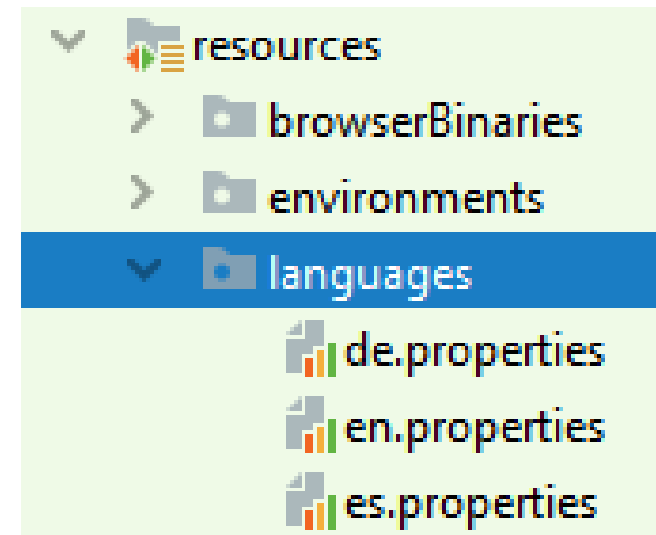 resources
browserBinaries
environments
languages
de.properties
en.properties
es.properties